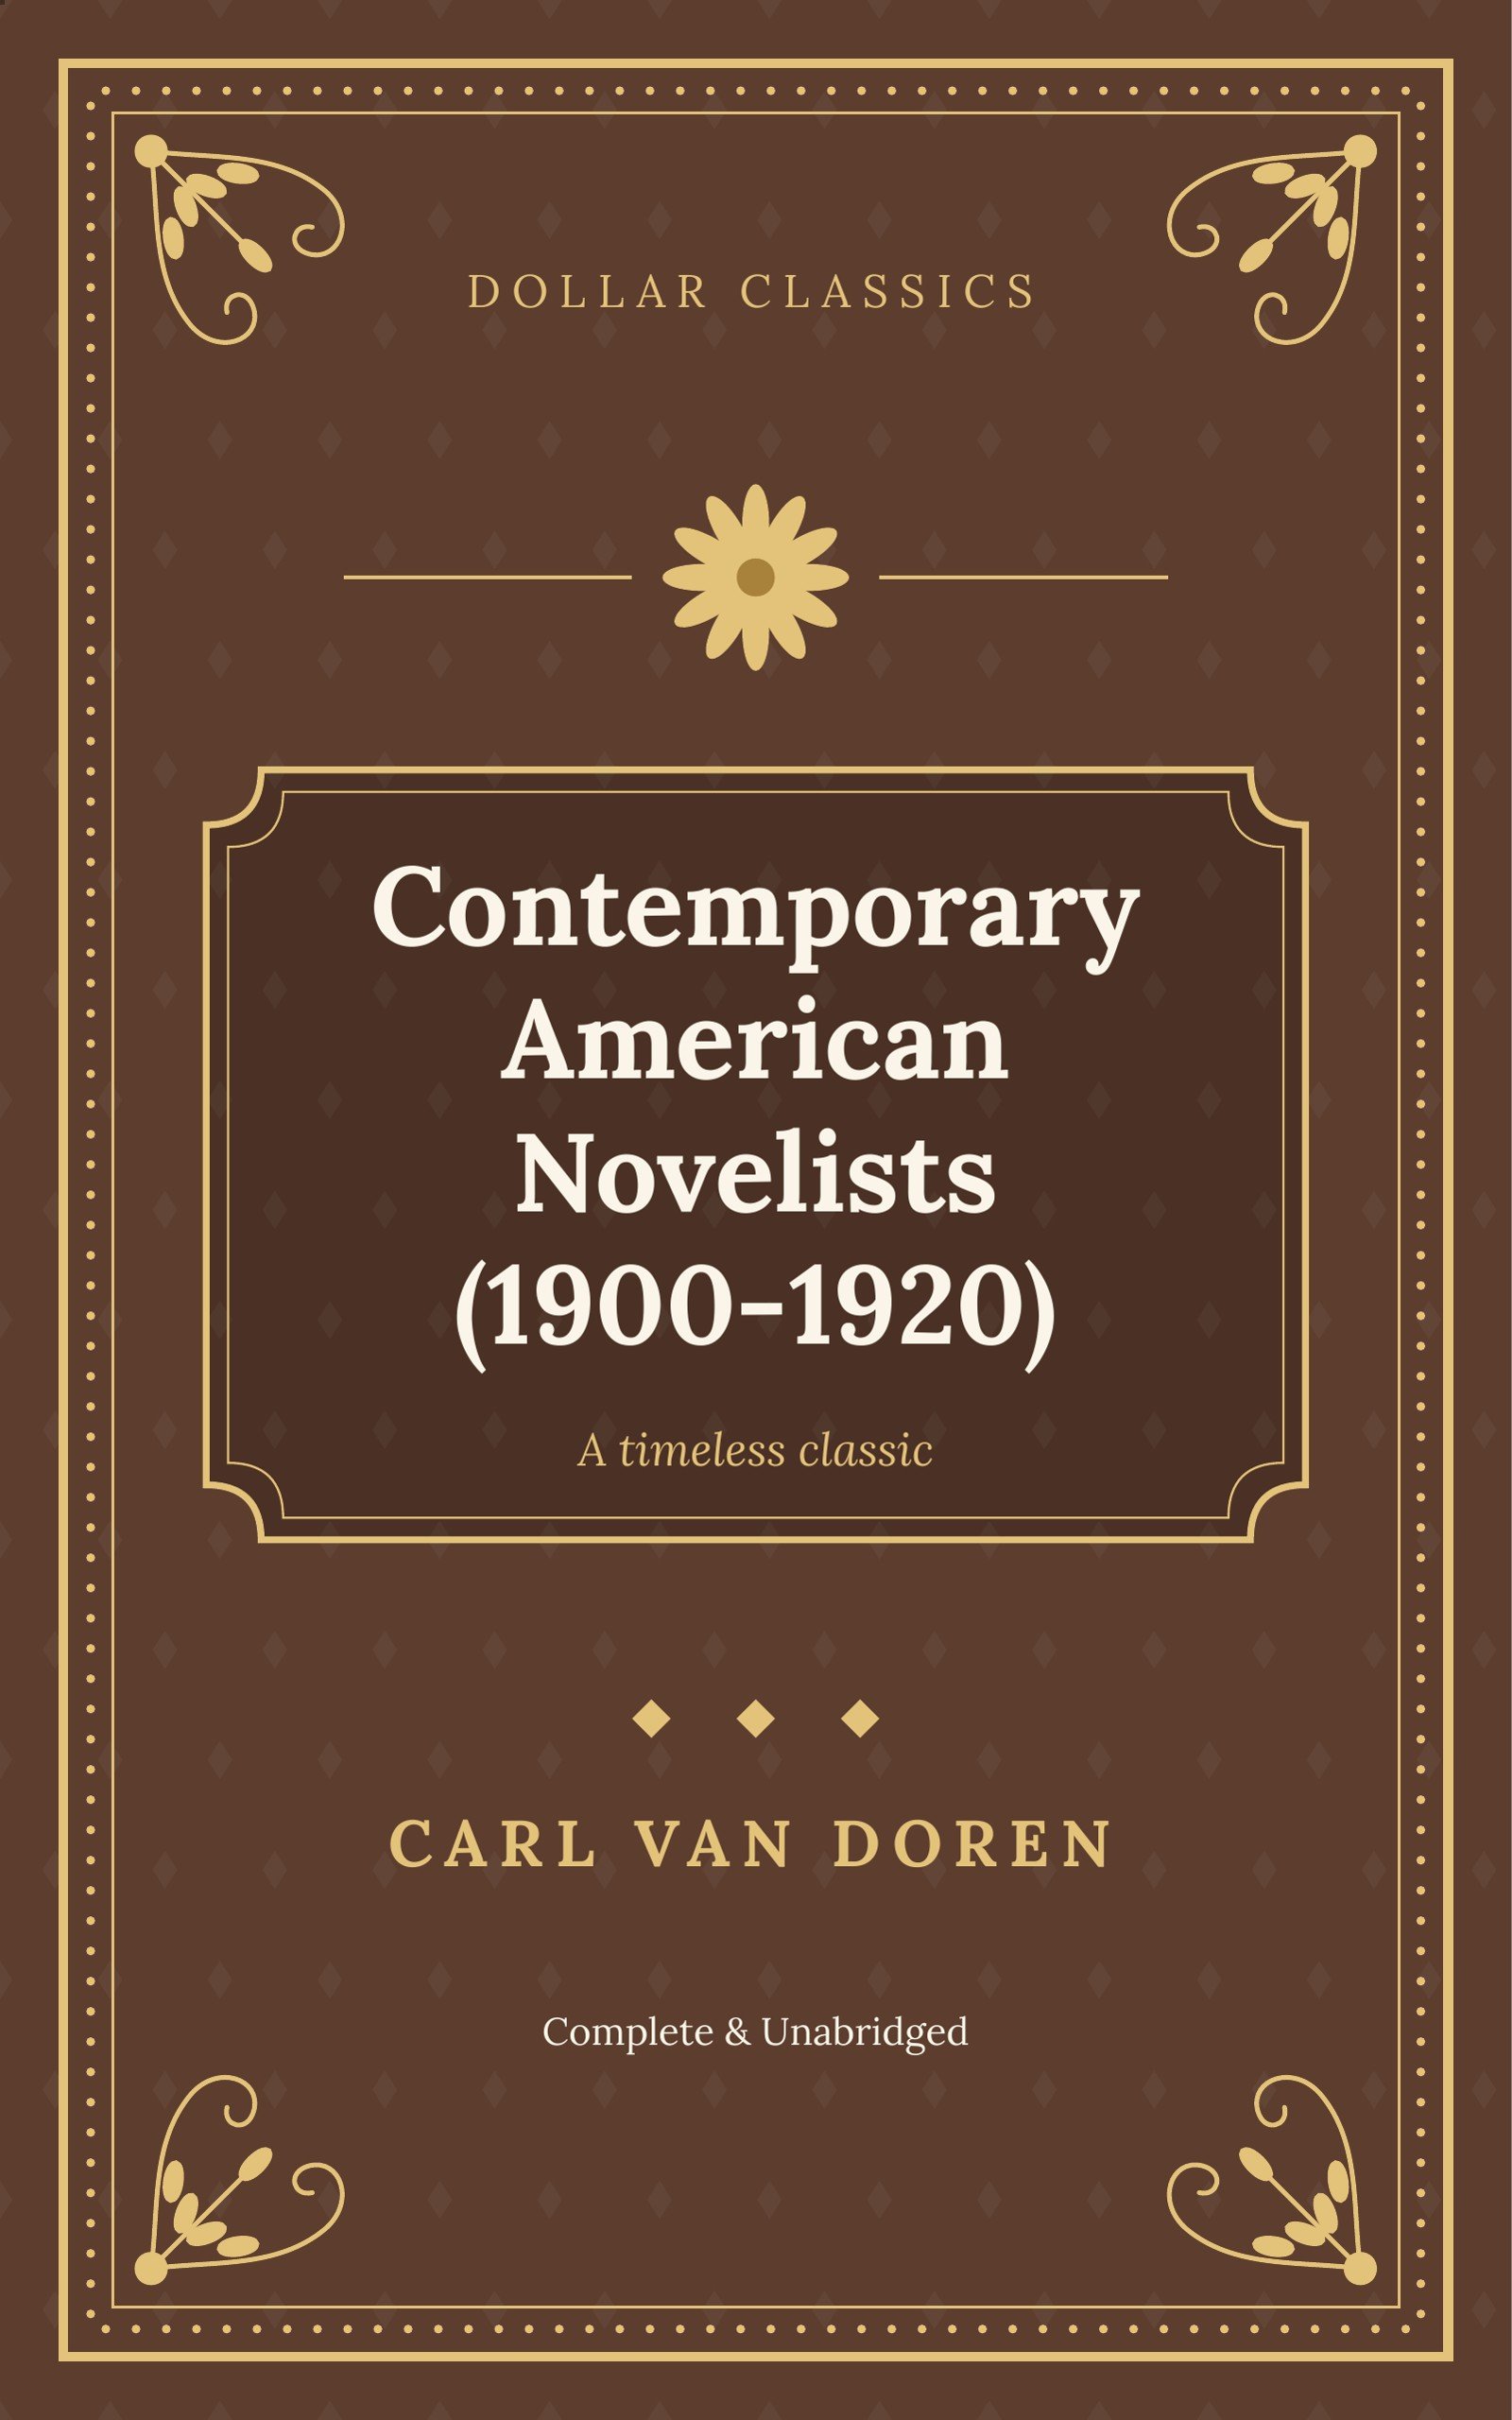 DOLLAR CLASSICS
Contemporary
American
Novelists
(1900–1920)
A timeless classic
CARL VAN DOREN
Complete & Unabridged